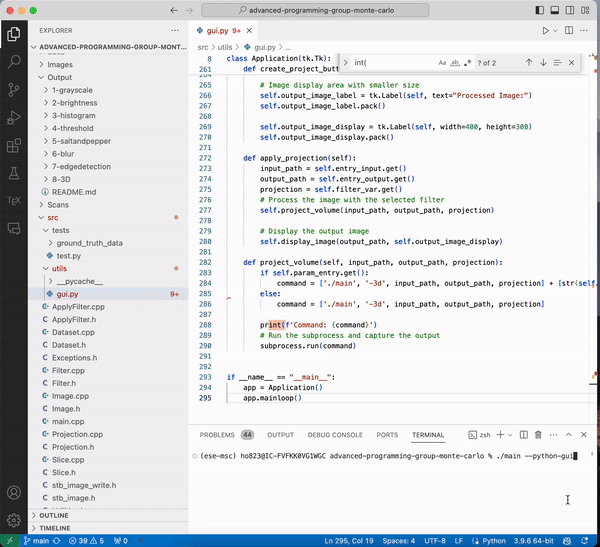 advanced-programming-group-monte-carlo
EXPLORER
ADVANCED-PROGRAMMING-GROUP-MONT...
Images
Output
1-grayscale
2-brightness
3-histogram
4-threshold
5-saltandpepper
6-blur
7-edgedetection
8-3D
README.md
Scans
src
tests
ground_truth_data
test.py
utils
__pycache__
gui.py 9+
ApplyFilter.cpp
ApplyFilter.h
Dataset.cpp
Dataset.h
Exceptions.h
Filter.cpp
Filter.h
Image.cpp
Image.h
main.cpp
Projection.cpp
Projection.h
Slice.cpp
Slice.h
stb_image_write.h
stb_image.h
OUTLINE
TIMELINE
gui.py 9+
src > utils > gui.py > ...
int( Aa ab .* ? of 2
8 class Application(tk.Tk):
261 def create_project_butt
264
265 # Image display area with smaller size
266 self.output_image_label = tk.Label(self, text="Processed Image:")
267 self.output_image_label.pack()
268
269 self.output_image_display = tk.Label(self, width=400, height=300)
270 self.output_image_display.pack()
271
272 def apply_projection(self):
273 input_path = self.entry_input.get()
274 output_path = self.entry_output.get()
275 projection = self.filter_var.get()
276 # Process the image with the selected filter
277 self.project_volume(input_path, output_path, projection)
278
279 # Display the output image
280 self.display_image(output_path, self.output_image_display)
281
282 def project_volume(self, input_path, output_path, projection):
283 if self.param_entry.get():
284 command = ['./main', '-3d', input_path, output_path, projection] + [str(self.
285 else:
286 command = ['./main', '-3d', input_path, output_path, projection]
287
288 print(f'Command: {command}')
289 # Run the subprocess and capture the output
290 subprocess.run(command)
291
292
293 if __name__ == "__main__":
294 app = Application()
295 app.mainloop()
PROBLEMS 44 OUTPUT DEBUG CONSOLE PORTS TERMINAL zsh
(ese-msc) ho823@IC-FVFKK0VG1WGC advanced-programming-group-monte-carlo % ./main --python-gui
main 39 5 0 Ln 295, Col 19 Spaces: 4 UTF-8 LF Python 3.9.6 64-bit